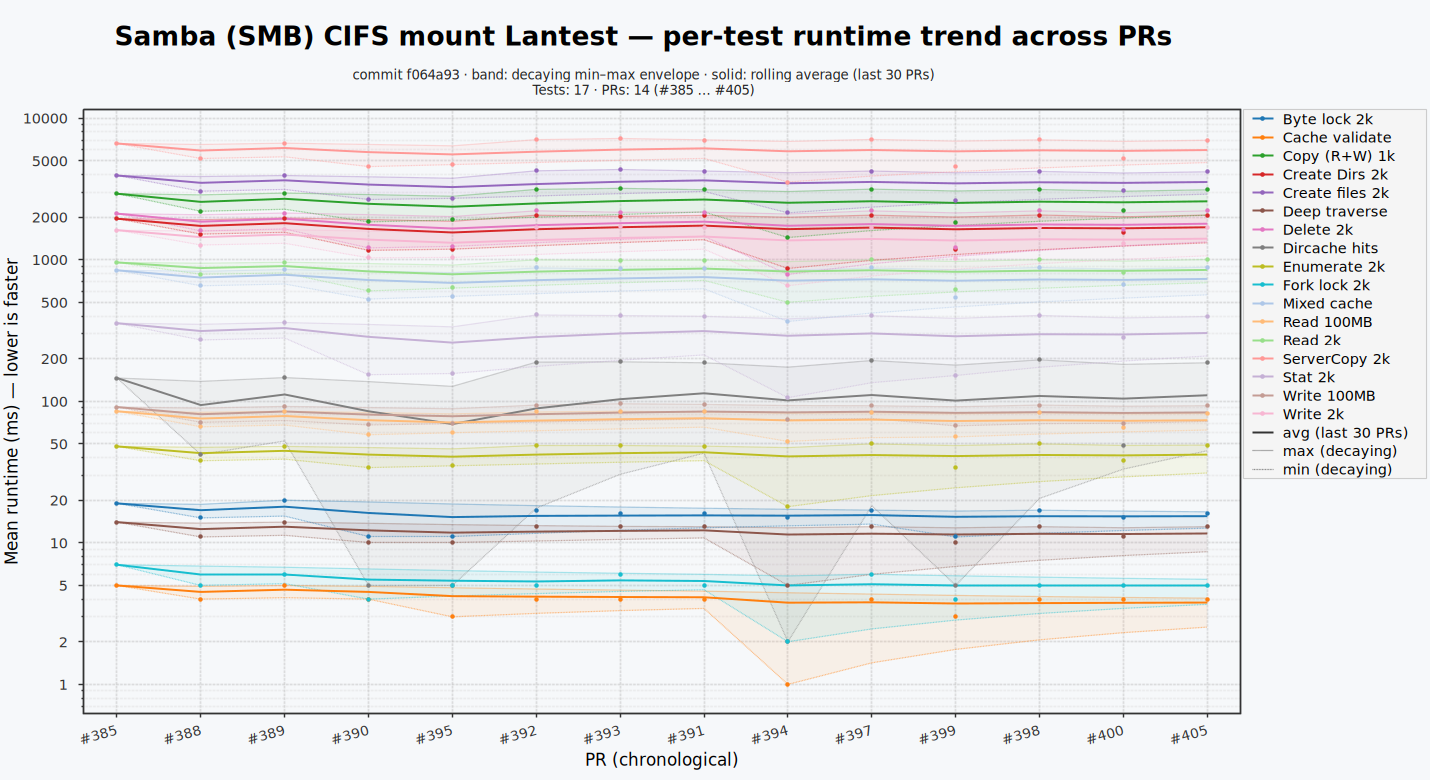 Samba (SMB) CIFS mount Lantest — per-test runtime trend across PRs
commit f064a93 · band: decaying min–max envelope · solid: rolling average (last 30 PRs)
Tests: 17 · PRs: 14 (#385 … #405)
Mean runtime (ms) — lower is faster
10000
5000
2000
1000
500
200
100
50
20
10
5
2
1
#385
#388
#389
#390
#395
#392
#393
#391
#394
#397
#399
#398
#400
#405
PR (chronological)
Byte lock 2k
Cache validate
Copy (R+W) 1k
Create Dirs 2k
Create files 2k
Deep traverse
Delete 2k
Dircache hits
Enumerate 2k
Fork lock 2k
Mixed cache
Read 100MB
Read 2k
ServerCopy 2k
Stat 2k
Write 100MB
Write 2k
avg (last 30 PRs)
max (decaying)
min (decaying)